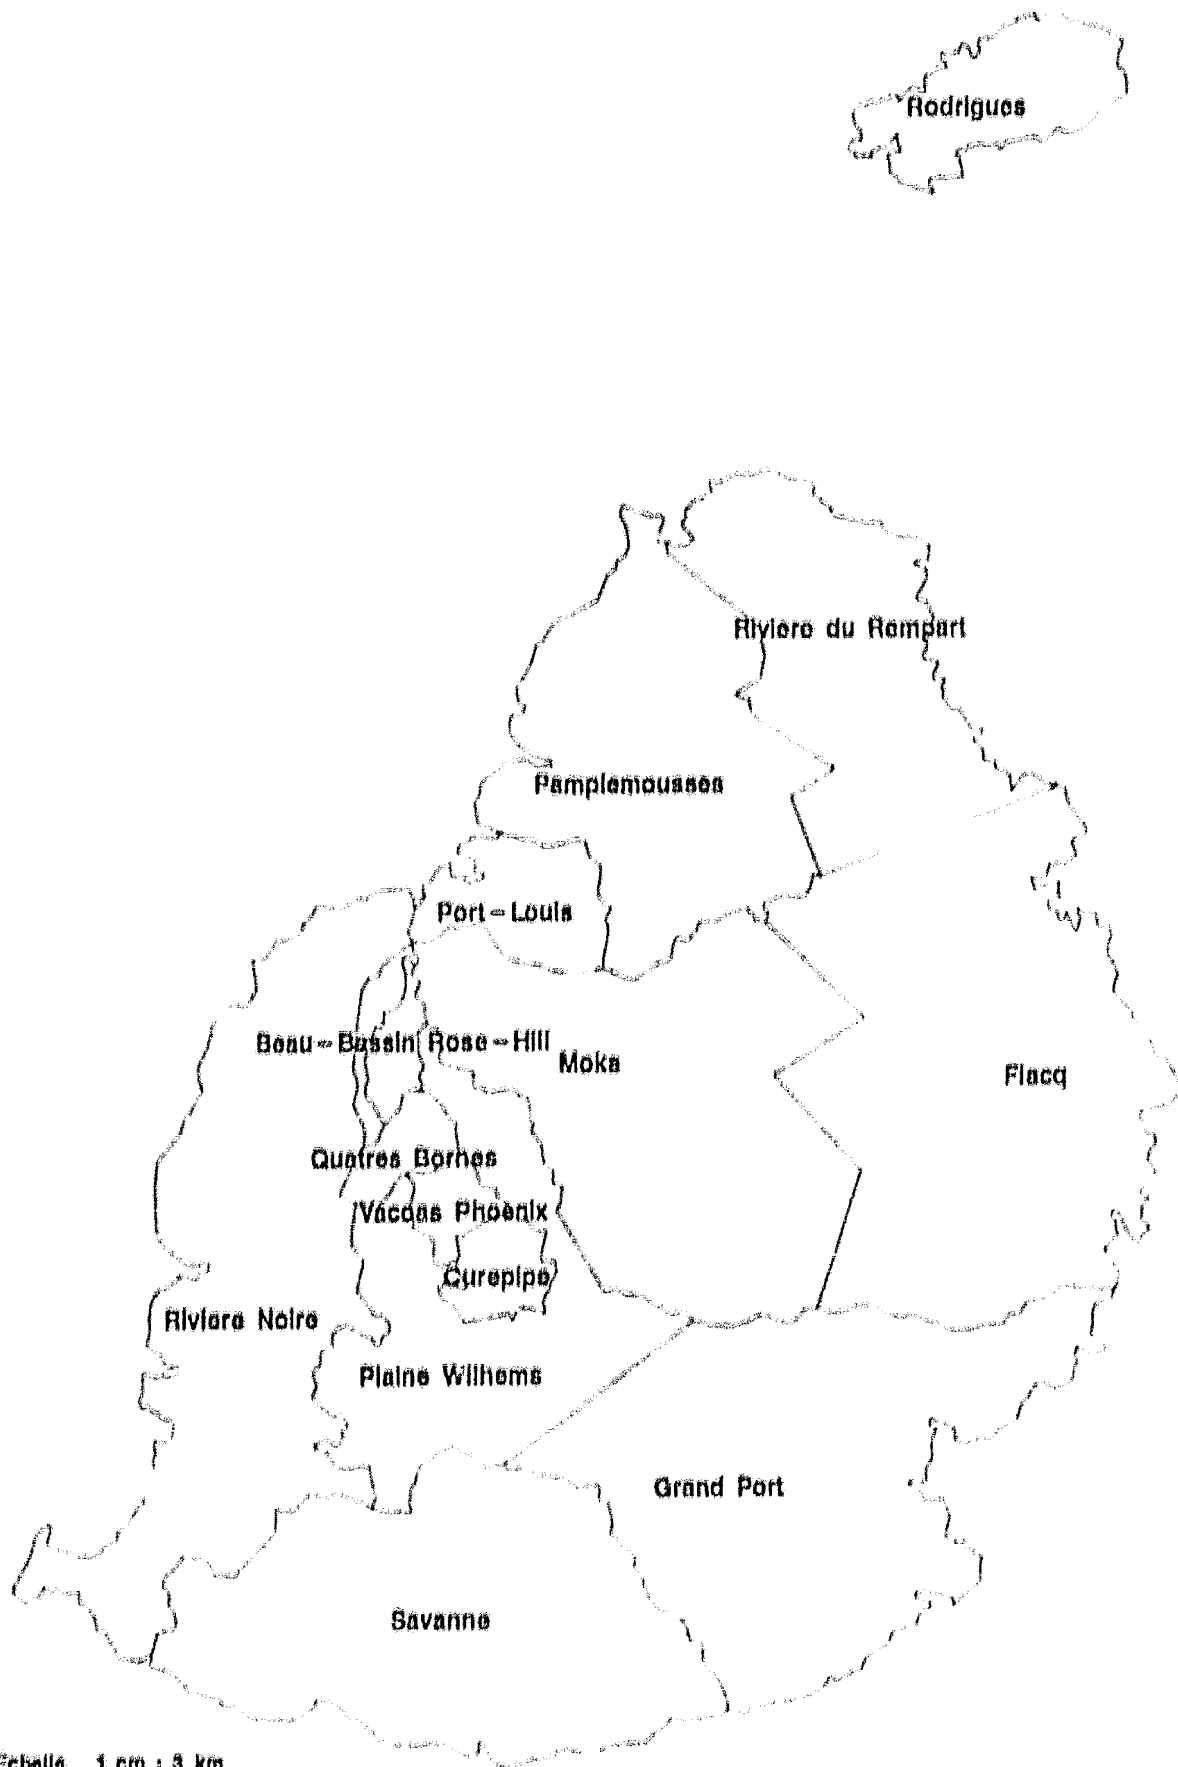 Rodrigues
Riviere du Rempart
Pamplemousses
Port-Louis
Beau-Bassin Rose-Hill
Moka
Flacq
Quatres Bornes
Vacoas Phoenix
Curepipe
Riviere Noire
Plaine Wilhems
Grand Port
Savanne
Echelle 1 cm : 3 km